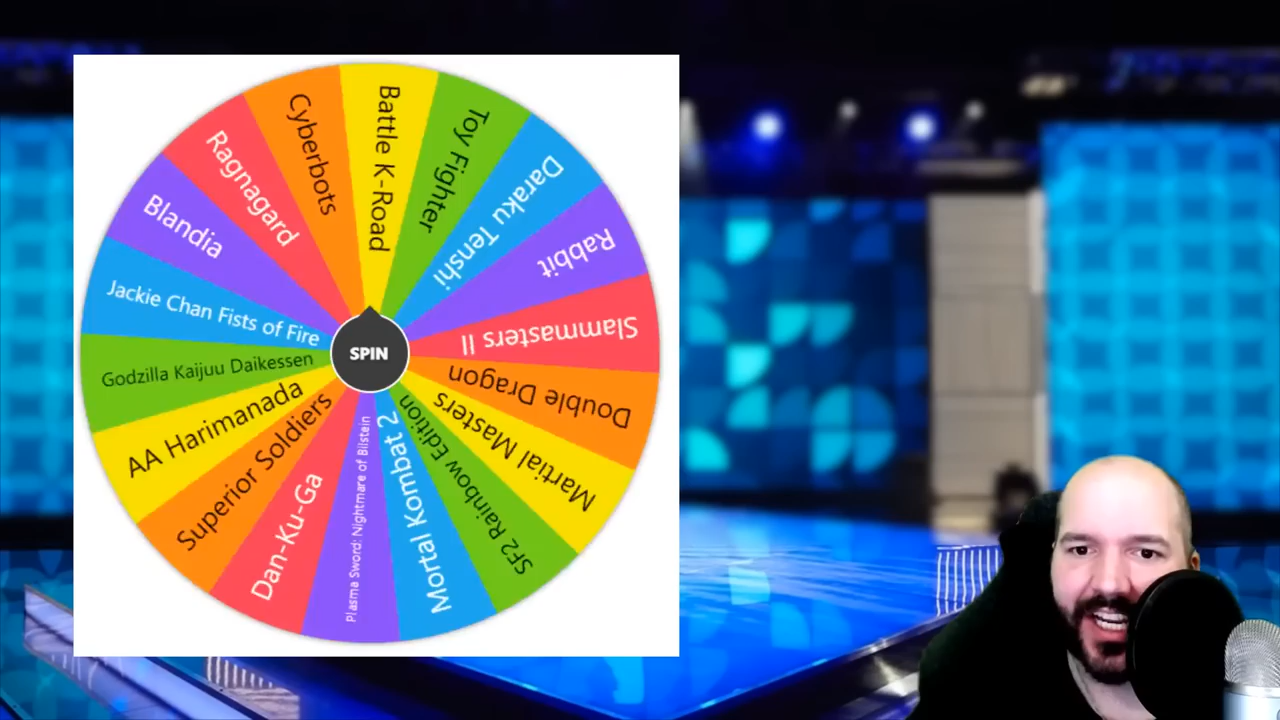 Battle K-Road
Toy Fighter
Daraku Tenshi
Rabbit
Slammasters II
Double Dragon
Martial Masters
SF2 Rainbow Edition
Mortal Kombat 2
Plasma Sword: Nightmare of Bilstein
Dan-Ku-Ga
Superior Soldiers
AA Harimanada
Godzilla Kaijuu Daikessen
Jackie Chan Fists of Fire
Blandia
Ragnagard
Cyberbots
SPIN